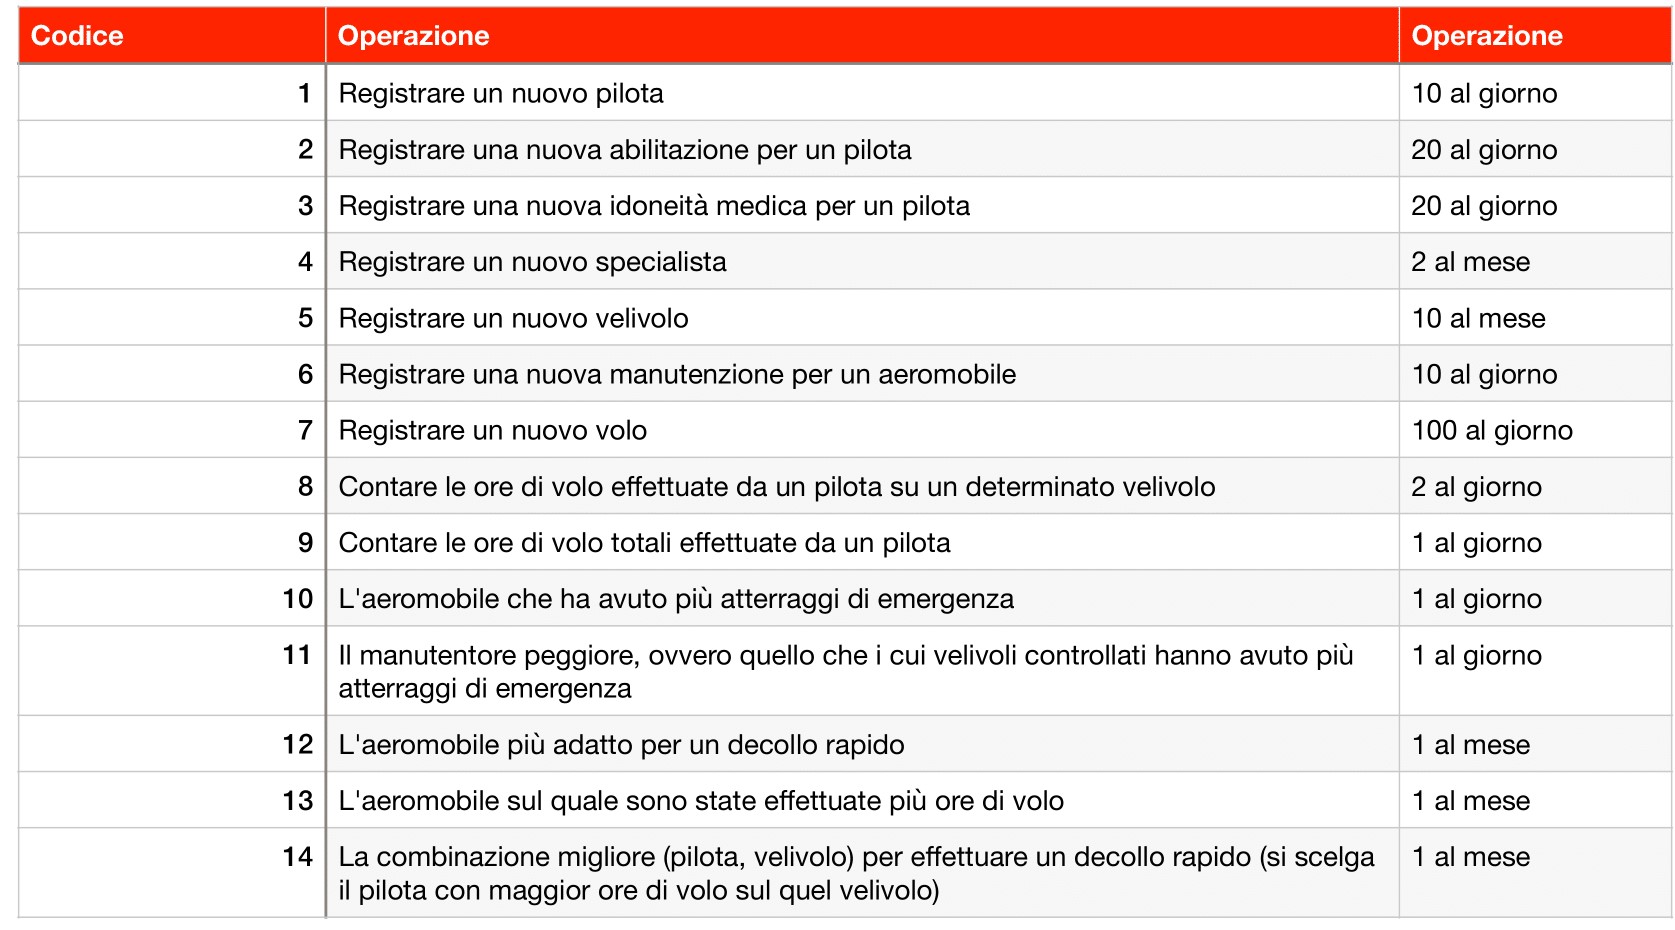 Codice Operazione Operazione
1 Registrare un nuovo pilota 10 al giorno
2 Registrare una nuova abilitazione per un pilota 20 al giorno
3 Registrare una nuova idoneità medica per un pilota 20 al giorno
4 Registrare un nuovo specialista 2 al mese
5 Registrare un nuovo velivolo 10 al mese
6 Registrare una nuova manutenzione per un aeromobile 10 al giorno
7 Registrare un nuovo volo 100 al giorno
8 Contare le ore di volo effettuate da un pilota su un determinato velivolo 2 al giorno
9 Contare le ore di volo totali effettuate da un pilota 1 al giorno
10 L'aeromobile che ha avuto più atterraggi di emergenza 1 al giorno
11 Il manutentore peggiore, ovvero quello che i cui velivoli controllati hanno avuto più 1 al giorno
atterraggi di emergenza
12 L'aeromobile più adatto per un decollo rapido 1 al mese
13 L'aeromobile sul quale sono state effettuate più ore di volo 1 al mese
14 La combinazione migliore (pilota, velivolo) per effettuare un decollo rapido (si scelga 1 al mese
il pilota con maggior ore di volo sul quel velivolo)